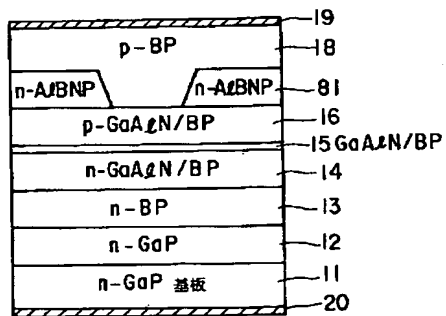 19
p-BP 18
n-AlBNP n-AlBNP 81
p-GaAlN/BP 16
15 GaAlN/BP
n-GaAlN/BP 14
n-BP 13
n-GaP 12
n-GaP 基板 11
20